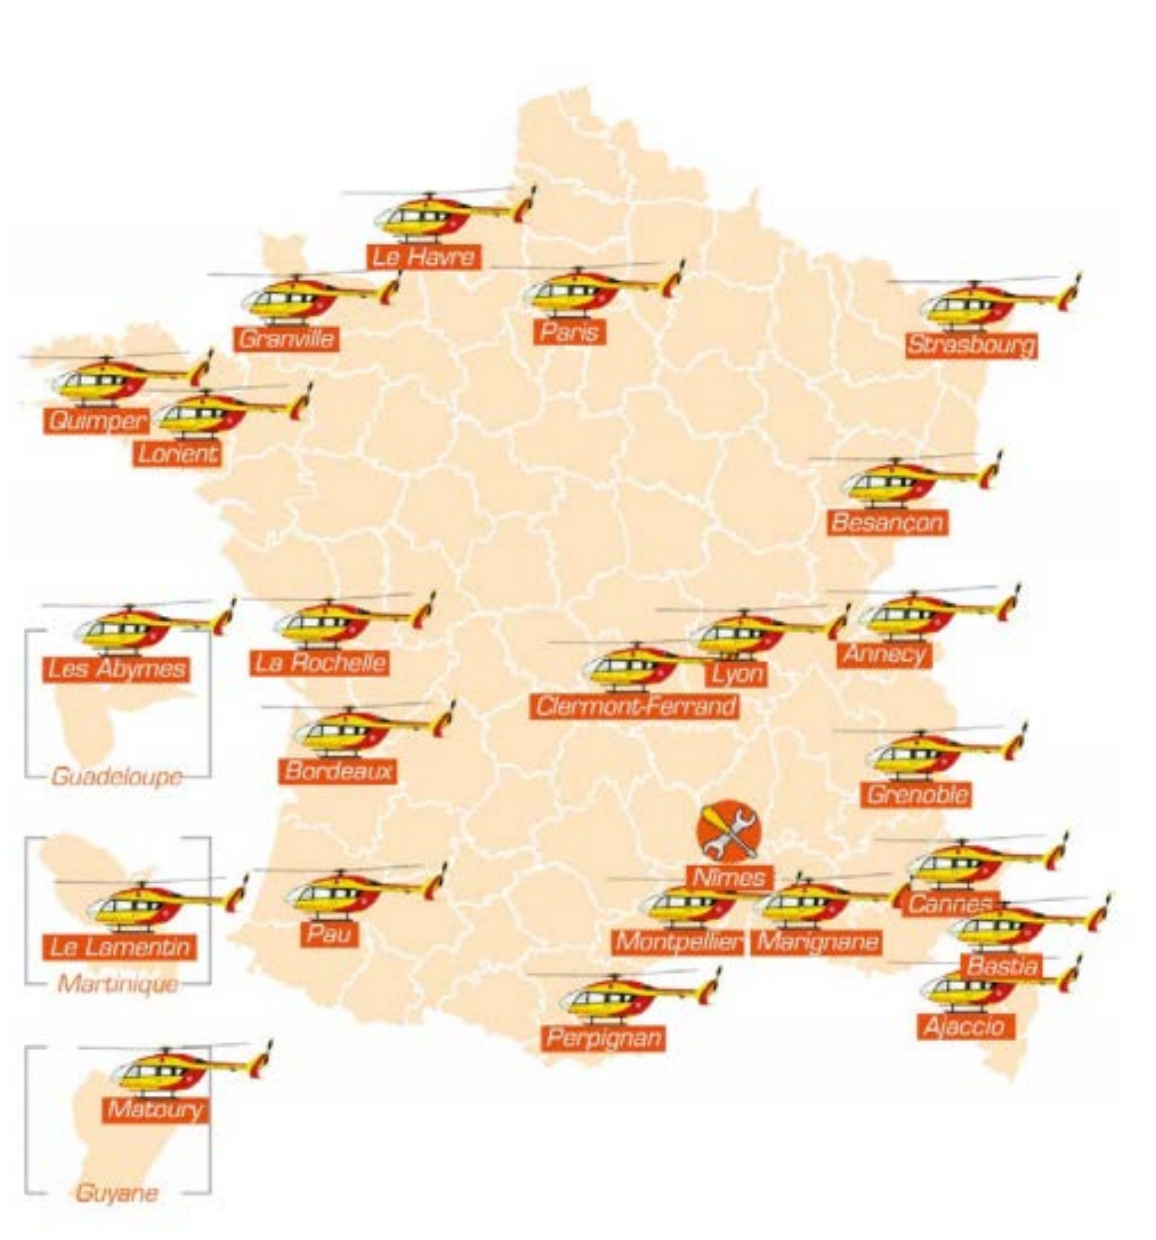 Le Havre
Granville
Paris
Strasbourg
Quimper
Lorient
Besançon
Les Abymes
Guadeloupe
La Rochelle
Clermont-Ferrand
Lyon
Annecy
Bordeaux
Grenoble
Nîmes
Le Lamentin
Martinique
Pau
Montpellier
Marignane
Cannes
Bastia
Ajaccio
Perpignan
Matoury
Guyane